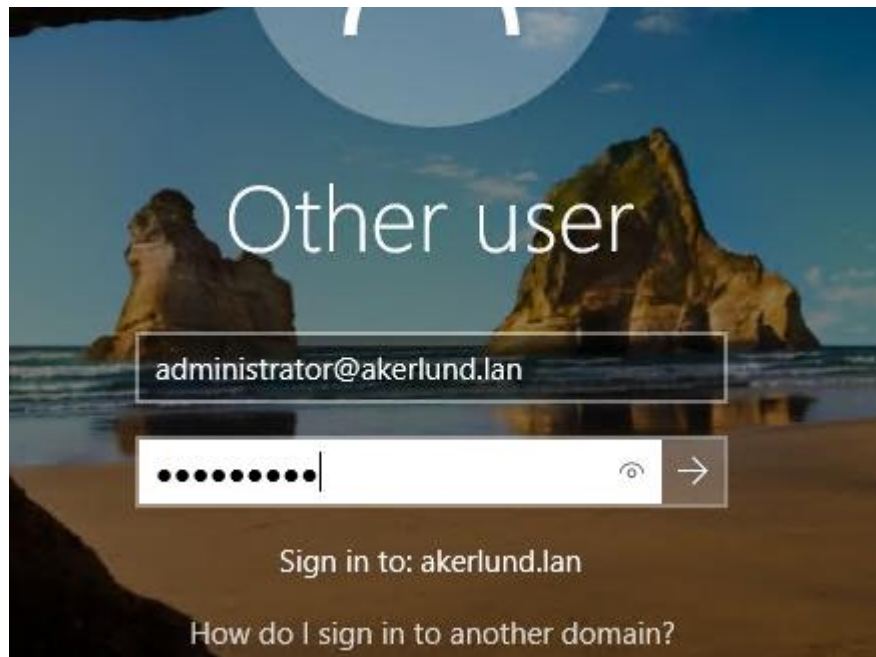 Other user
administrator@akerlund.lan
•••••••••
Sign in to: akerlund.lan
How do I sign in to another domain?